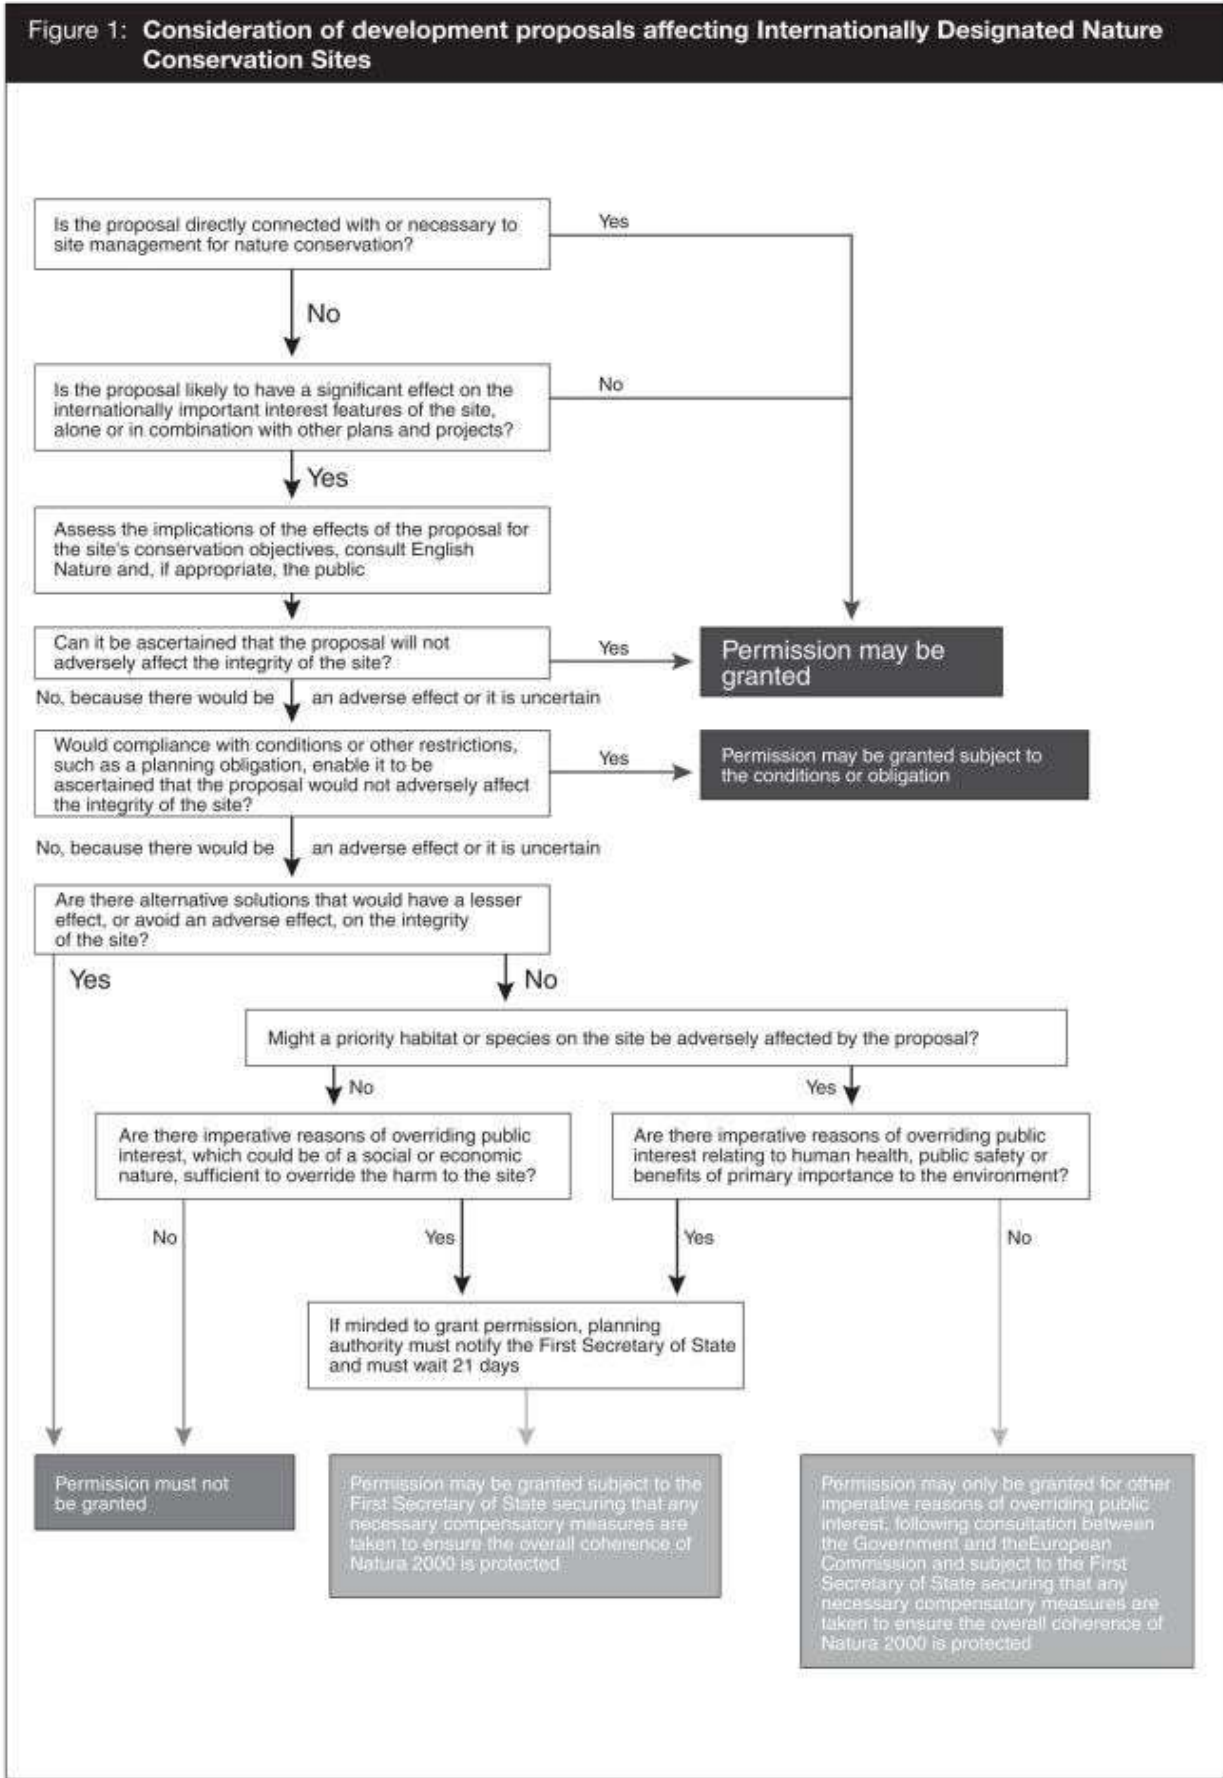 Figure 1: Consideration of development proposals affecting Internationally Designated Nature
Conservation Sites
Is the proposal directly connected with or necessary to
site management for nature conservation?
Yes
No
Is the proposal likely to have a significant effect on the
internationally important interest features of the site,
alone or in combination with other plans and projects?
No
Yes
Assess the implications of the effects of the proposal for
the site's conservation objectives, consult English
Nature and, if appropriate, the public
Can it be ascertained that the proposal will not
adversely affect the integrity of the site?
Yes
Permission may be
granted
No, because there would be an adverse effect or it is uncertain
Would compliance with conditions or other restrictions,
such as a planning obligation, enable it to be
ascertained that the proposal would not adversely affect
the integrity of the site?
Yes
Permission may be granted subject to
the conditions or obligation
No, because there would be an adverse effect or it is uncertain
Are there alternative solutions that would have a lesser
effect, or avoid an adverse effect, on the integrity
of the site?
Yes
No
Might a priority habitat or species on the site be adversely affected by the proposal?
No
Yes
Are there imperative reasons of overriding public
interest, which could be of a social or economic
nature, sufficient to override the harm to the site?
Are there imperative reasons of overriding public
interest relating to human health, public safety or
benefits of primary importance to the environment?
No
Yes
Yes
No
If minded to grant permission, planning
authority must notify the First Secretary of State
and must wait 21 days
Permission must not
be granted
Permission may be granted subject to the
First Secretary of State securing that any
necessary compensatory measures are
taken to ensure the overall coherence of
Natura 2000 is protected
Permission may only be granted for other
imperative reasons of overriding public
interest, following consultation between
the Government and theEuropean
Commission and subject to the First
Secretary of State securing that any
necessary compensatory measures are
taken to ensure the overall coherence of
Natura 2000 is protected